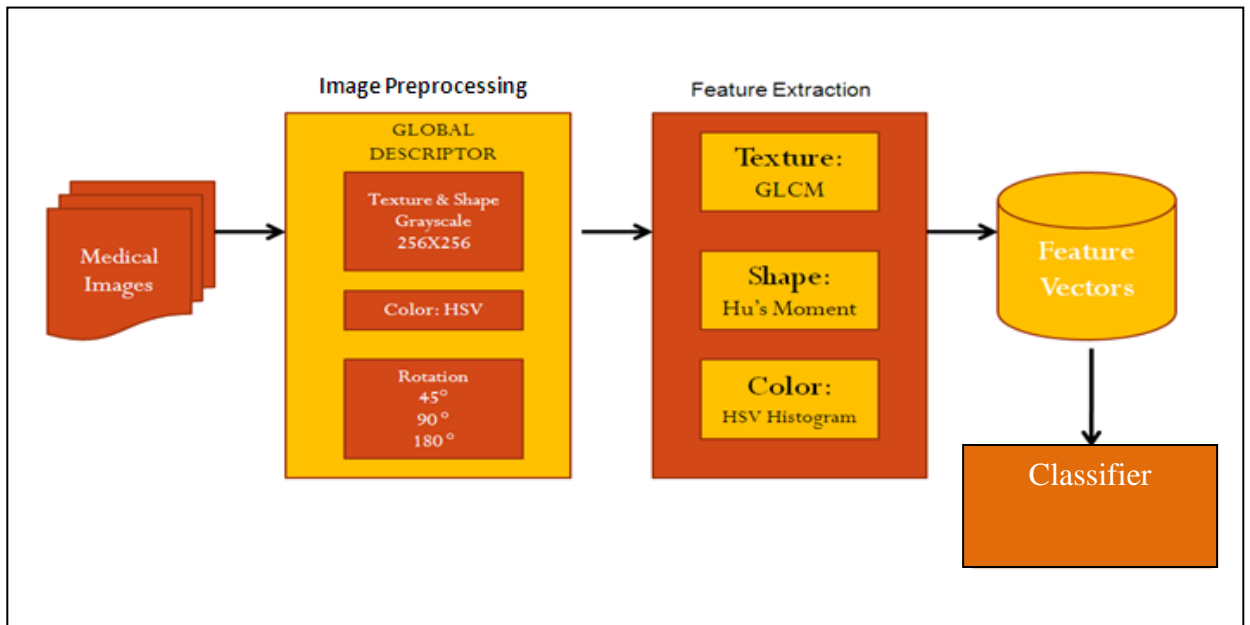 Image Preprocessing
Feature Extraction
Medical
Images
GLOBAL
DESCRIPTOR
Texture & Shape
Grayscale
256X256
Color: HSV
Rotation
45°
90 °
180 °
Texture:
GLCM
Shape:
Hu's Moment
Color:
HSV Histogram
Feature
Vectors
Classifier